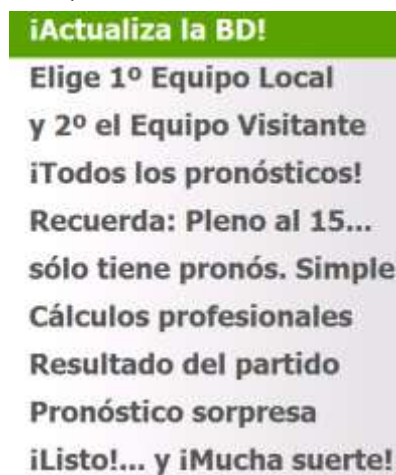 ¡Actualiza la BD!
Elige 1º Equipo Local
y 2º el Equipo Visitante
¡Todos los pronósticos!
Recuerda: Pleno al 15...
sólo tiene pronós. Simple
Cálculos profesionales
Resultado del partido
Pronóstico sorpresa
¡Listo!... y ¡Mucha suerte!